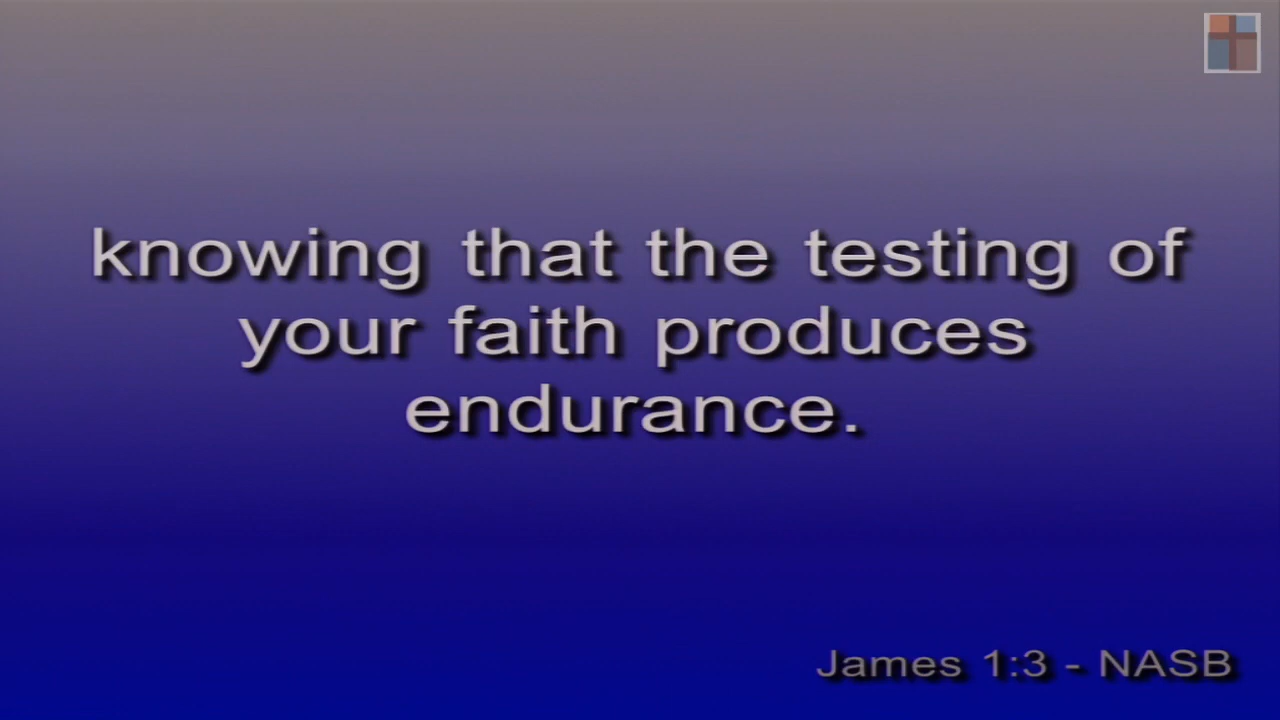 knowing that the testing of
your faith produces
endurance.
James 1:3 - NASB